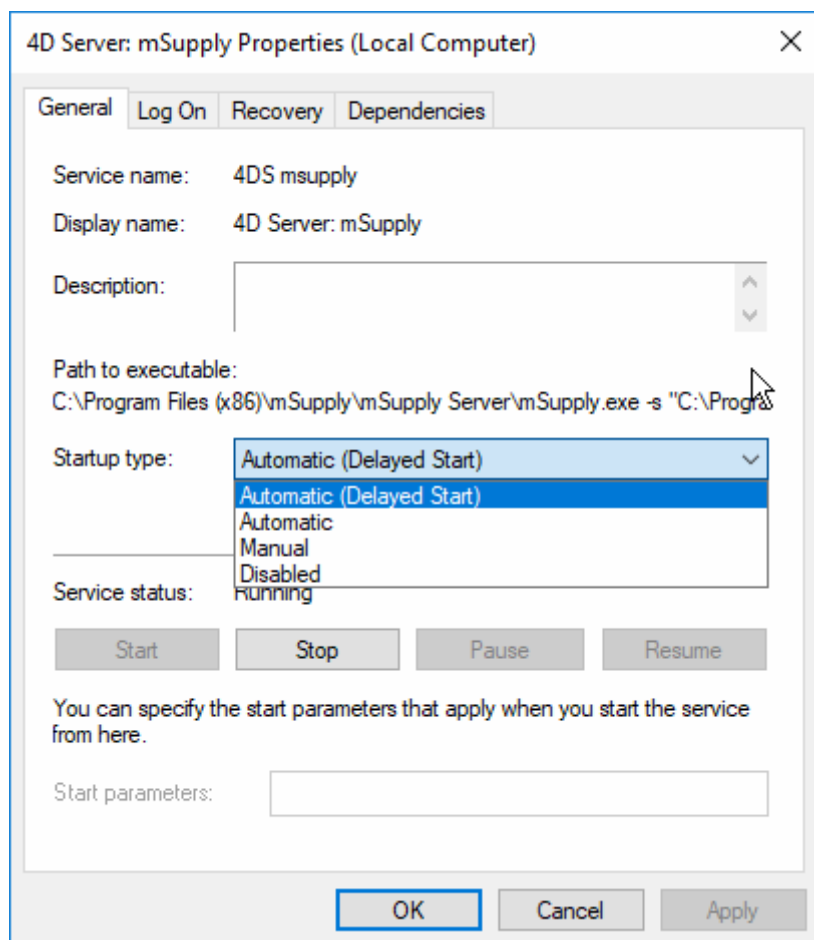 4D Server: mSupply Properties (Local Computer)
General Log On Recovery Dependencies
Service name: 4DS msupply
Display name: 4D Server: mSupply
Description:
Path to executable:
C:\Program Files (x86)\mSupply\mSupply Server\mSupply.exe -s "C:\Progra
Startup type: Automatic (Delayed Start)
Automatic (Delayed Start)
Automatic
Manual
Disabled
Service status: Running
Start Stop Pause Resume
You can specify the start parameters that apply when you start the service
from here.
Start parameters:
OK Cancel Apply